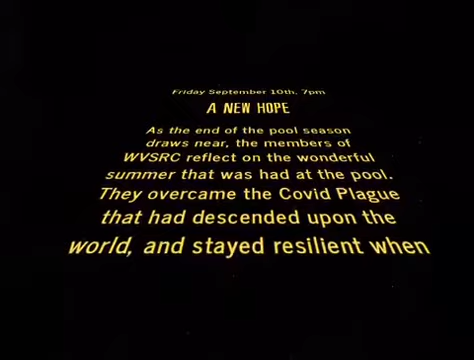 Friday September 10th, 7pm
A NEW HOPE
As the end of the pool season
draws near, the members of
WVSRC reflect on the wonderful
summer that was had at the pool.
They overcame the Covid Plague
that had descended upon the
world, and stayed resilient when